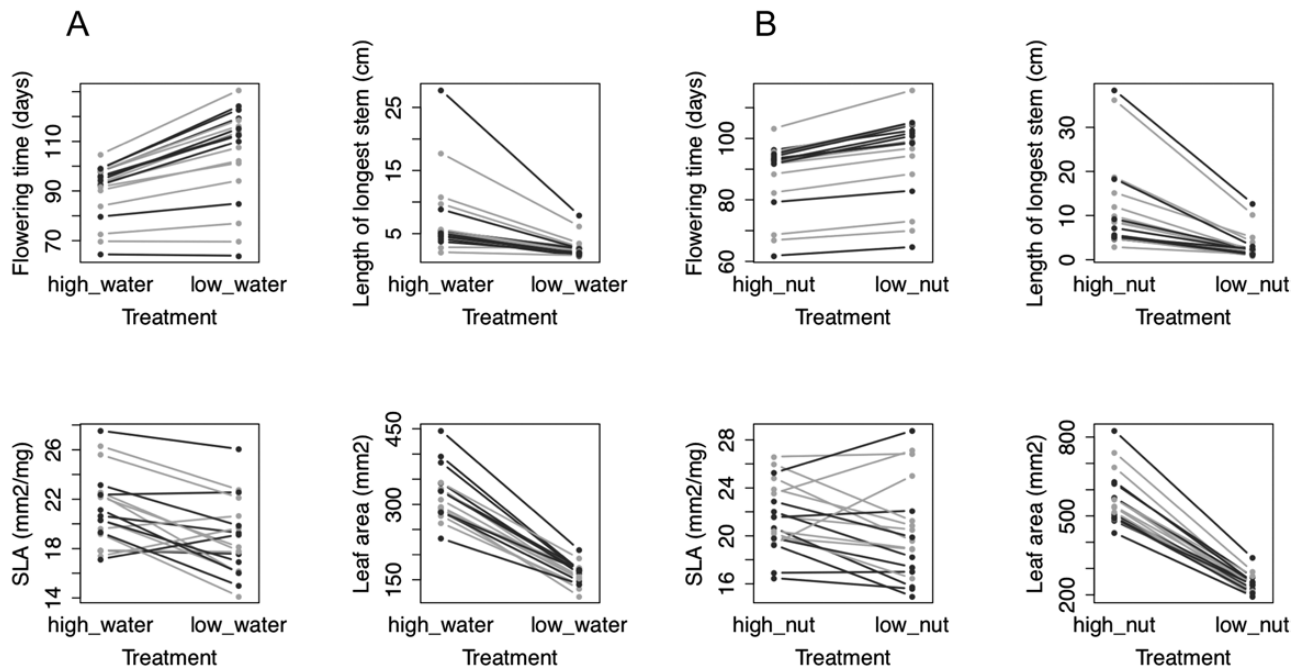 A
B
Flowering time (days)
70
90
110
high_water
low_water
Treatment
Length of longest stem (cm)
5
15
25
high_water
low_water
Treatment
Flowering time (days)
60
80
100
high_nut
low_nut
Treatment
Length of longest stem (cm)
0
10
20
30
high_nut
low_nut
Treatment
SLA (mm2/mg)
14
18
22
26
high_water
low_water
Treatment
Leaf area (mm2)
150
300
450
high_water
low_water
Treatment
SLA (mm2/mg)
16
20
24
28
high_nut
low_nut
Treatment
Leaf area (mm2)
200
500
800
high_nut
low_nut
Treatment